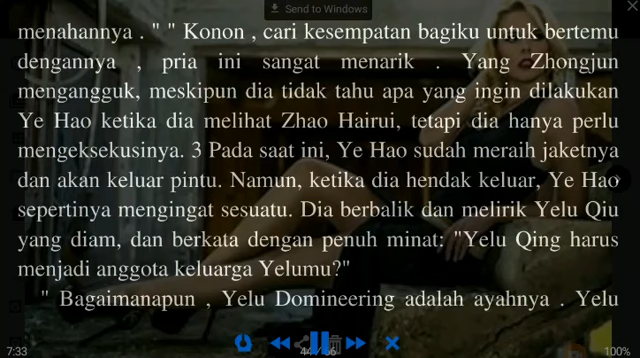 Send to Windows
menahannya . " " Konon , cari kesempatan bagiku untuk bertemu
dengannya , pria ini sangat menarik . Yang Zhongjun
mengangguk, meskipun dia tidak tahu apa yang ingin dilakukan
Ye Hao ketika dia melihat Zhao Hairui, tetapi dia hanya perlu
mengeksekusinya. 3 Pada saat ini, Ye Hao sudah meraih jaketnya
dan akan keluar pintu. Namun, ketika dia hendak keluar, Ye Hao
sepertinya mengingat sesuatu. Dia berbalik dan melirik Yelu Qiu
yang diam, dan berkata dengan penuh minat: "Yelu Qing harus
menjadi anggota keluarga Yelumu?"
" Bagaimanapun , Yelu Domineering adalah ayahnya . Yelu
7:33
100%